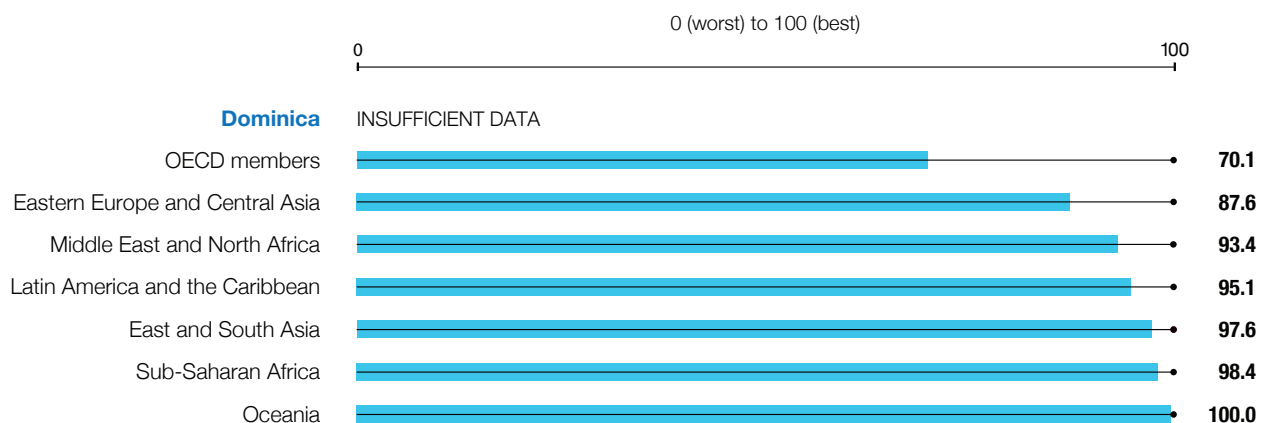 0 (worst) to 100 (best)
0 100
Dominica INSUFFICIENT DATA
OECD members 70.1
Eastern Europe and Central Asia 87.6
Middle East and North Africa 93.4
Latin America and the Caribbean 95.1
East and South Asia 97.6
Sub-Saharan Africa 98.4
Oceania 100.0